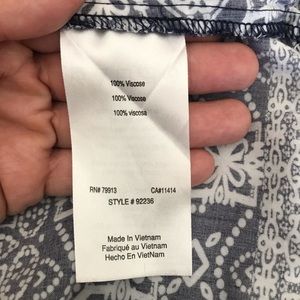 100% Viscose
100% Viscose
100% viscosa
RN# 79913 CA#11414
STYLE # 92236
Made In Vietnam
Fabriqué au Vietnam
Hecho En VietNam